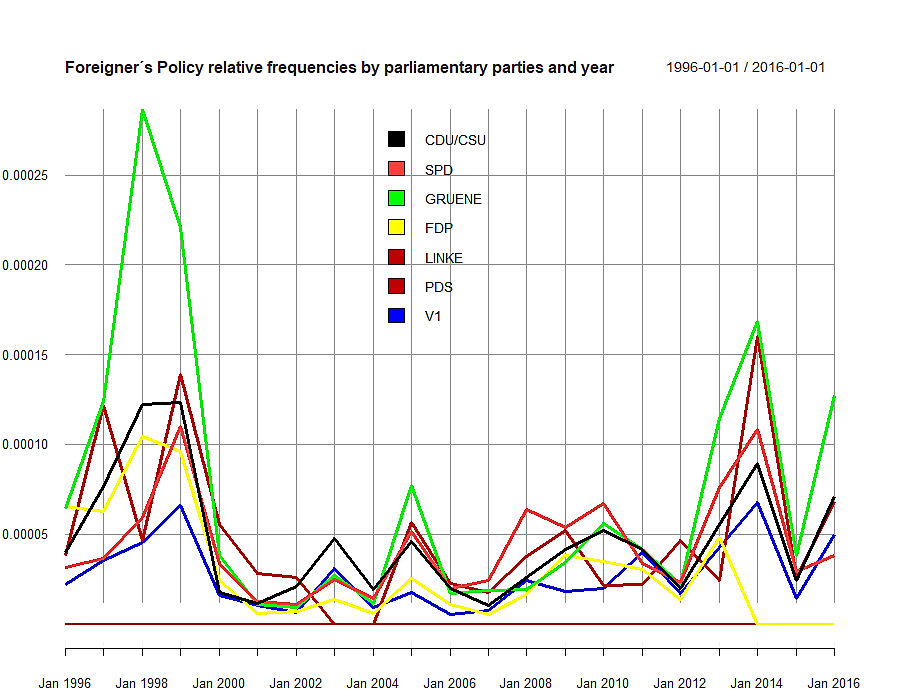 Foreigner´s Policy relative frequencies by parliamentary parties and year 1996-01-01 / 2016-01-01
CDU/CSU
SPD
GRUENE
FDP
LINKE
PDS
V1
0.00025
0.00020
0.00015
0.00010
0.00005
Jan 1996 Jan 1998 Jan 2000 Jan 2002 Jan 2004 Jan 2006 Jan 2008 Jan 2010 Jan 2012 Jan 2014 Jan 2016